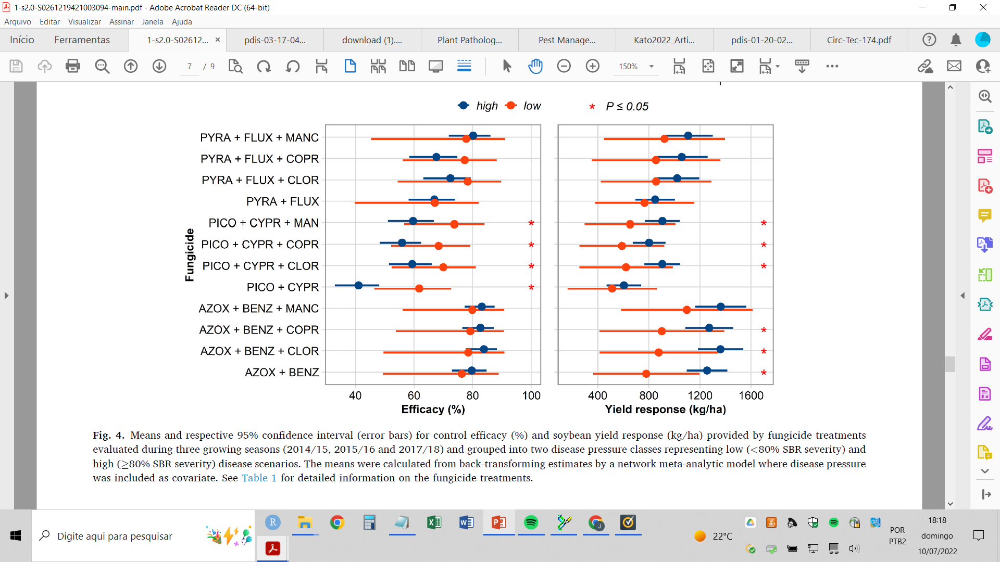 1-s2.0-S0261219421003094-main.pdf - Adobe Acrobat Reader DC (64-bit)
Arquivo Editar Visualizar Assinar Janela Ajuda
Início Ferramentas 1-s2.0-S02612... × pdis-03-17-04... download (1).... Plant Patholog... Pest Manage... Kato2022_Arti... pdis-01-20-02... Circ-Tec-174.pdf
7 / 9 150%
high low * P ≤ 0.05
PYRA + FLUX + MANC
PYRA + FLUX + COPR
PYRA + FLUX + CLOR
PYRA + FLUX
PICO + CYPR + MAN * *
PICO + CYPR + COPR * *
PICO + CYPR + CLOR * *
PICO + CYPR *
AZOX + BENZ + MANC
AZOX + BENZ + COPR *
AZOX + BENZ + CLOR *
AZOX + BENZ *
Fungicide
40 60 80 100 400 800 1200 1600
Efficacy (%) Yield response (kg/ha)
Fig. 4. Means and respective 95% confidence interval (error bars) for control efficacy (%) and soybean yield response (kg/ha) provided by fungicide treatments
evaluated during three growing seasons (2014/15, 2015/16 and 2017/18) and grouped into two disease pressure classes representing low (<80% SBR severity) and
high (≥80% SBR severity) disease scenarios. The means were calculated from back-transforming estimates by a network meta-analytic model where disease pressure
was included as covariate. See Table 1 for detailed information on the fungicide treatments.
Digite aqui para pesquisar
22°C
POR
PTB2
18:18
domingo
10/07/2022